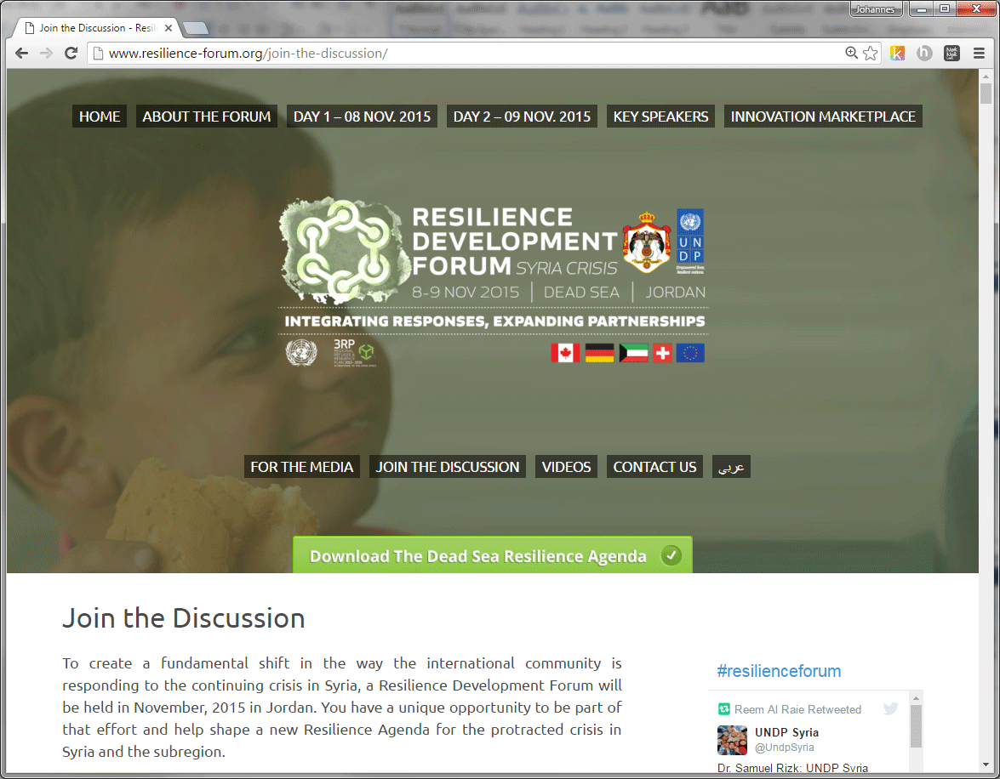 Johannes
Join the Discussion - Resil
www.resilience-forum.org/join-the-discussion/
HOME
ABOUT THE FORUM
DAY 1 – 08 NOV. 2015
DAY 2 – 09 NOV. 2015
KEY SPEAKERS
INNOVATION MARKETPLACE
RESILIENCE
DEVELOPMENT
FORUM SYRIA CRISIS
8-9 NOV 2015 | DEAD SEA | JORDAN
U N
D P
Empowered lives.
Resilient nations.
INTEGRATING RESPONSES, EXPANDING PARTNERSHIPS
3RP
FOR THE MEDIA
JOIN THE DISCUSSION
VIDEOS
CONTACT US
عربي
Download The Dead Sea Resilience Agenda
Join the Discussion
To create a fundamental shift in the way the international community is
responding to the continuing crisis in Syria, a Resilience Development Forum will
be held in November, 2015 in Jordan. You have a unique opportunity to be part of
that effort and help shape a new Resilience Agenda for the protracted crisis in
Syria and the subregion.
#resilienceforum
Reem Al Raie Retweeted
UNDP Syria
@UndpSyria
Dr. Samuel Rizk: UNDP Syria